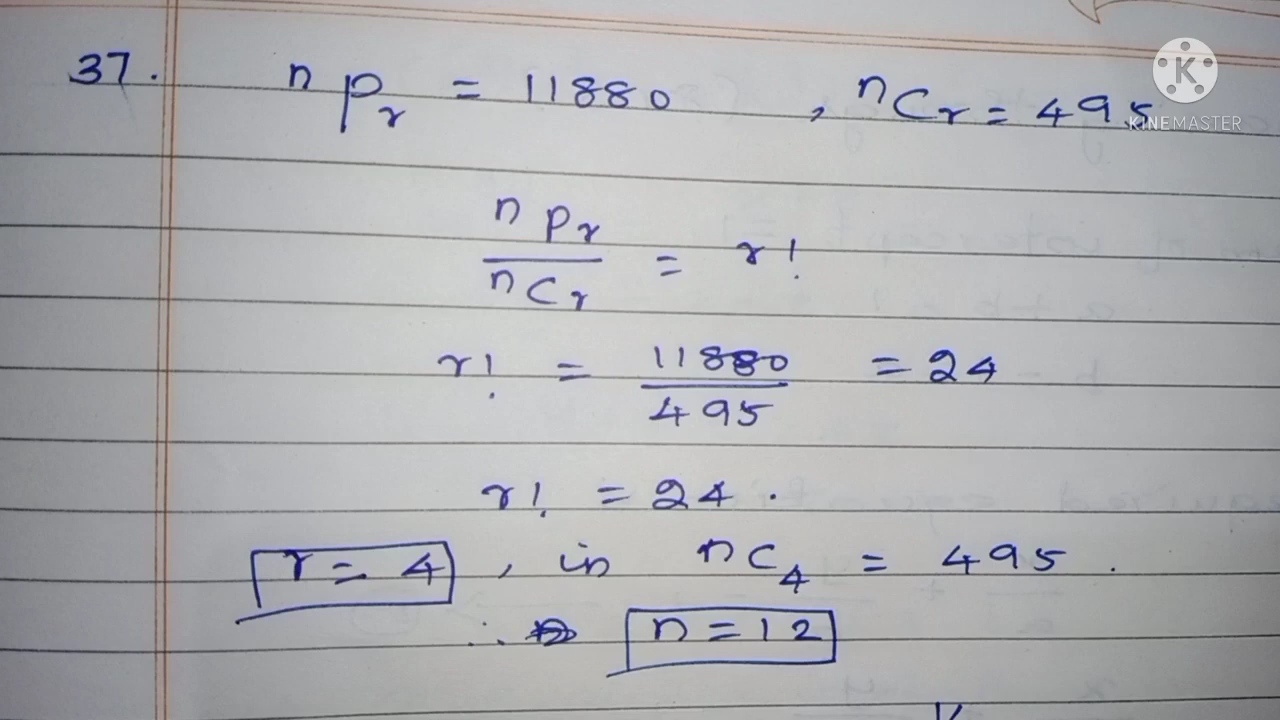 37. nPr = 11880 , nCr = 495
K
KINEMASTER
nPr
nCr
= r!
r! = 11880 = 24
495
r! = 24 .
r = 4 , in nC4 = 495 .
∴ n = 12